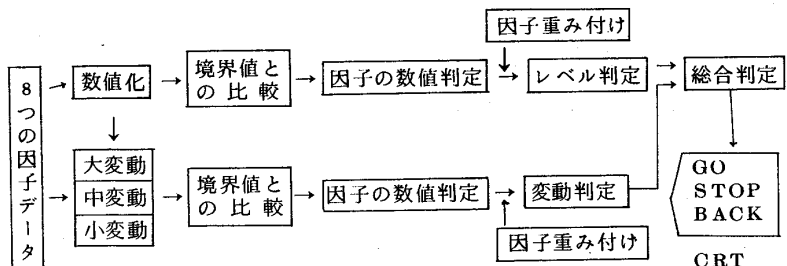 因子重み付け
8つの因子データ
数値化
境界値と
の比較
因子の数値判定
レベル判定
総合判定
大変動
中変動
小変動
境界値と
の比較
因子の数値判定
変動判定
因子重み付け
GO
STOP
BACK
CRT